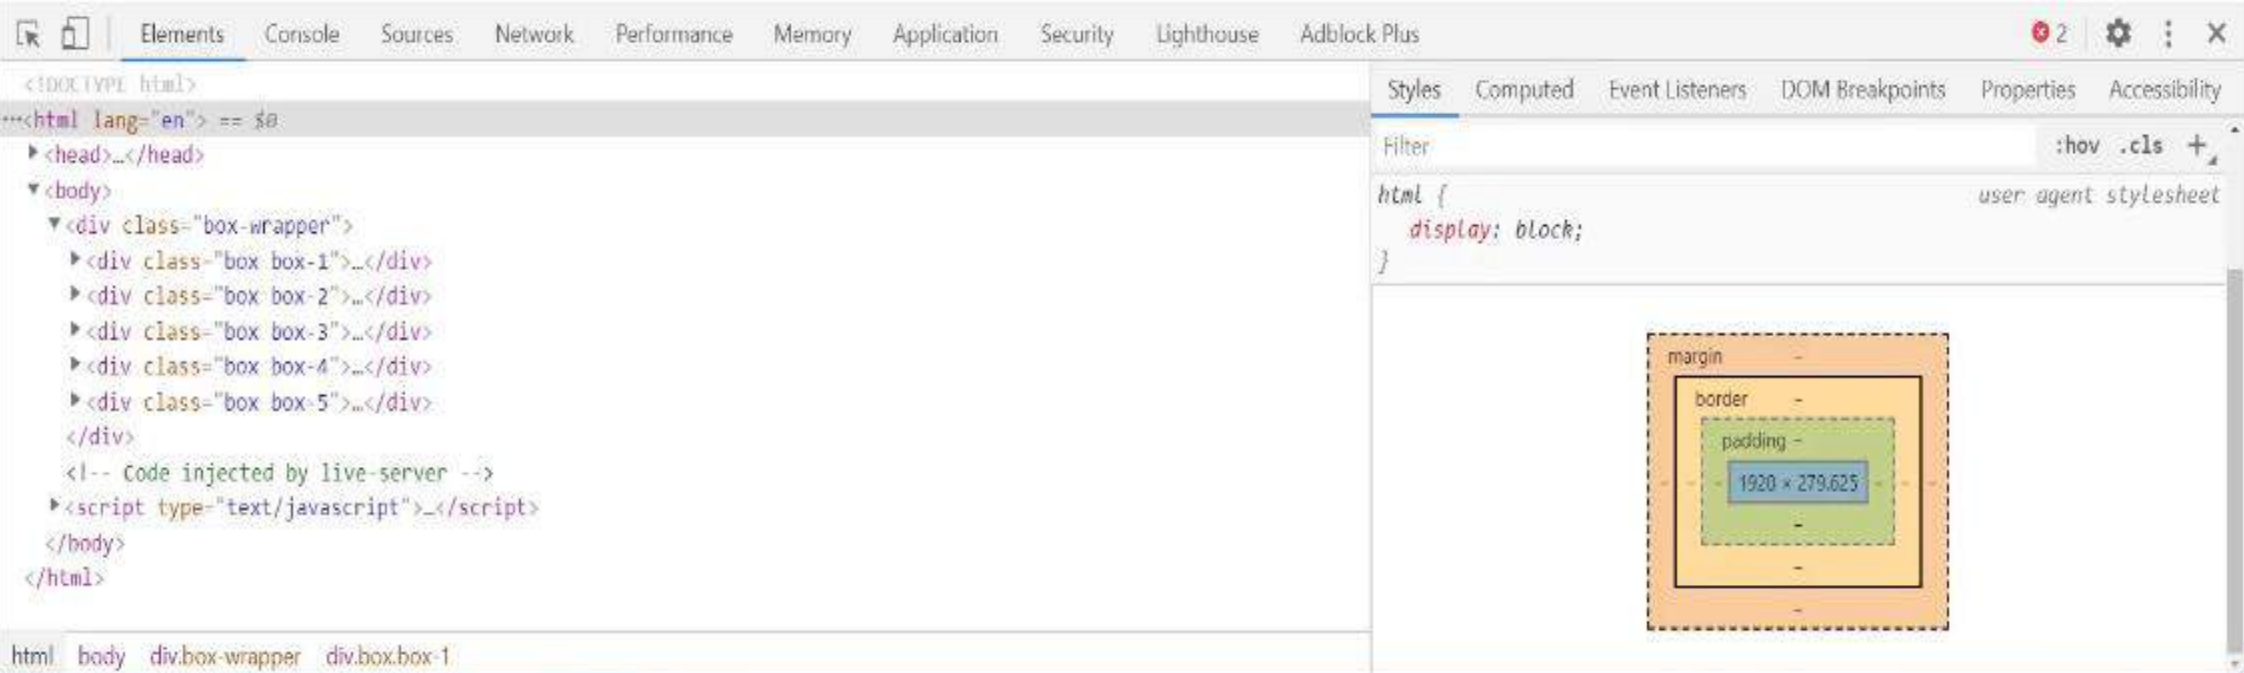 Elements Console Sources Network Performance Memory Application Security Lighthouse Adblock Plus 2
<!DOCTYPE html>
…<html lang="en"> == $0
<head>…</head>
<body>
<div class="box-wrapper">
<div class="box box-1">…</div>
<div class="box box-2">…</div>
<div class="box box-3">…</div>
<div class="box box-4">…</div>
<div class="box box-5">…</div>
</div>
<!-- Code injected by live-server -->
<script type="text/javascript">…</script>
</body>
</html>
html body div.box-wrapper div.box.box-1
Styles Computed Event Listeners DOM Breakpoints Properties Accessibility
Filter :hov .cls +
html { user agent stylesheet
display: block;
}
margin -
border -
padding -
- - - 1920 × 279.625 - - -
-
-
-